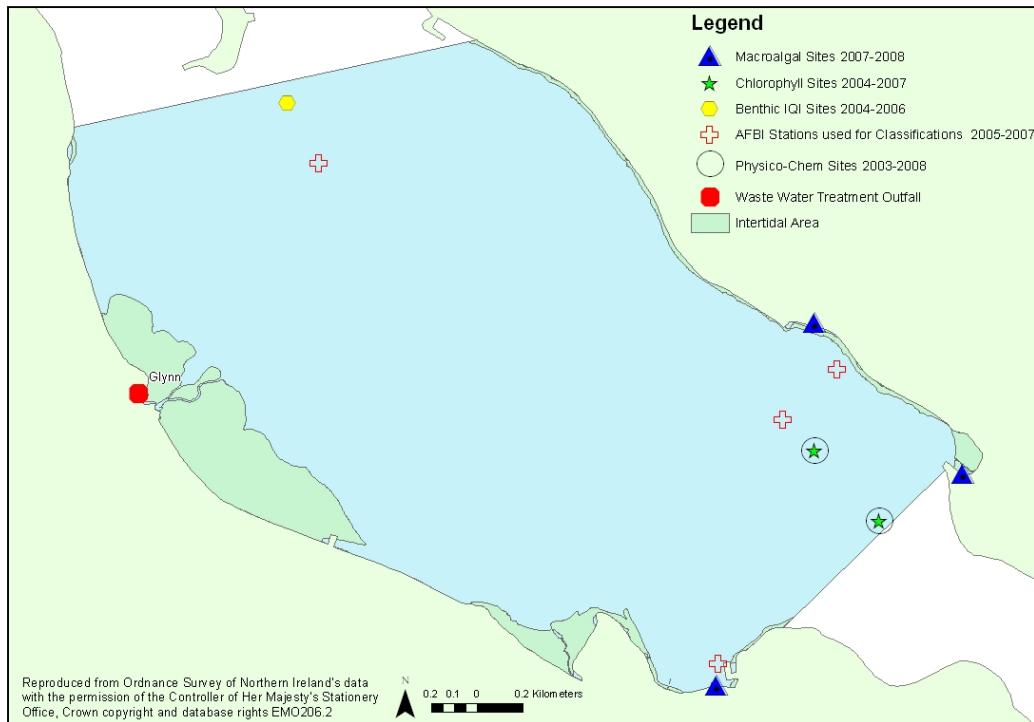 Legend
Macroalgal Sites 2007-2008
Chlorophyll Sites 2004-2007
Benthic IQI Sites 2004-2006
AFBI Stations used for Classifications 2005-2007
Physico-Chem Sites 2003-2008
Waste Water Treatment Outfall
Intertidal Area
Glynn
Reproduced from Ordnance Survey of Northern Ireland's data
with the permission of the Controller of Her Majesty's Stationery
Office, Crown copyright and database rights EMO206.2
N
0.2 0.1 0 0.2 Kilometers